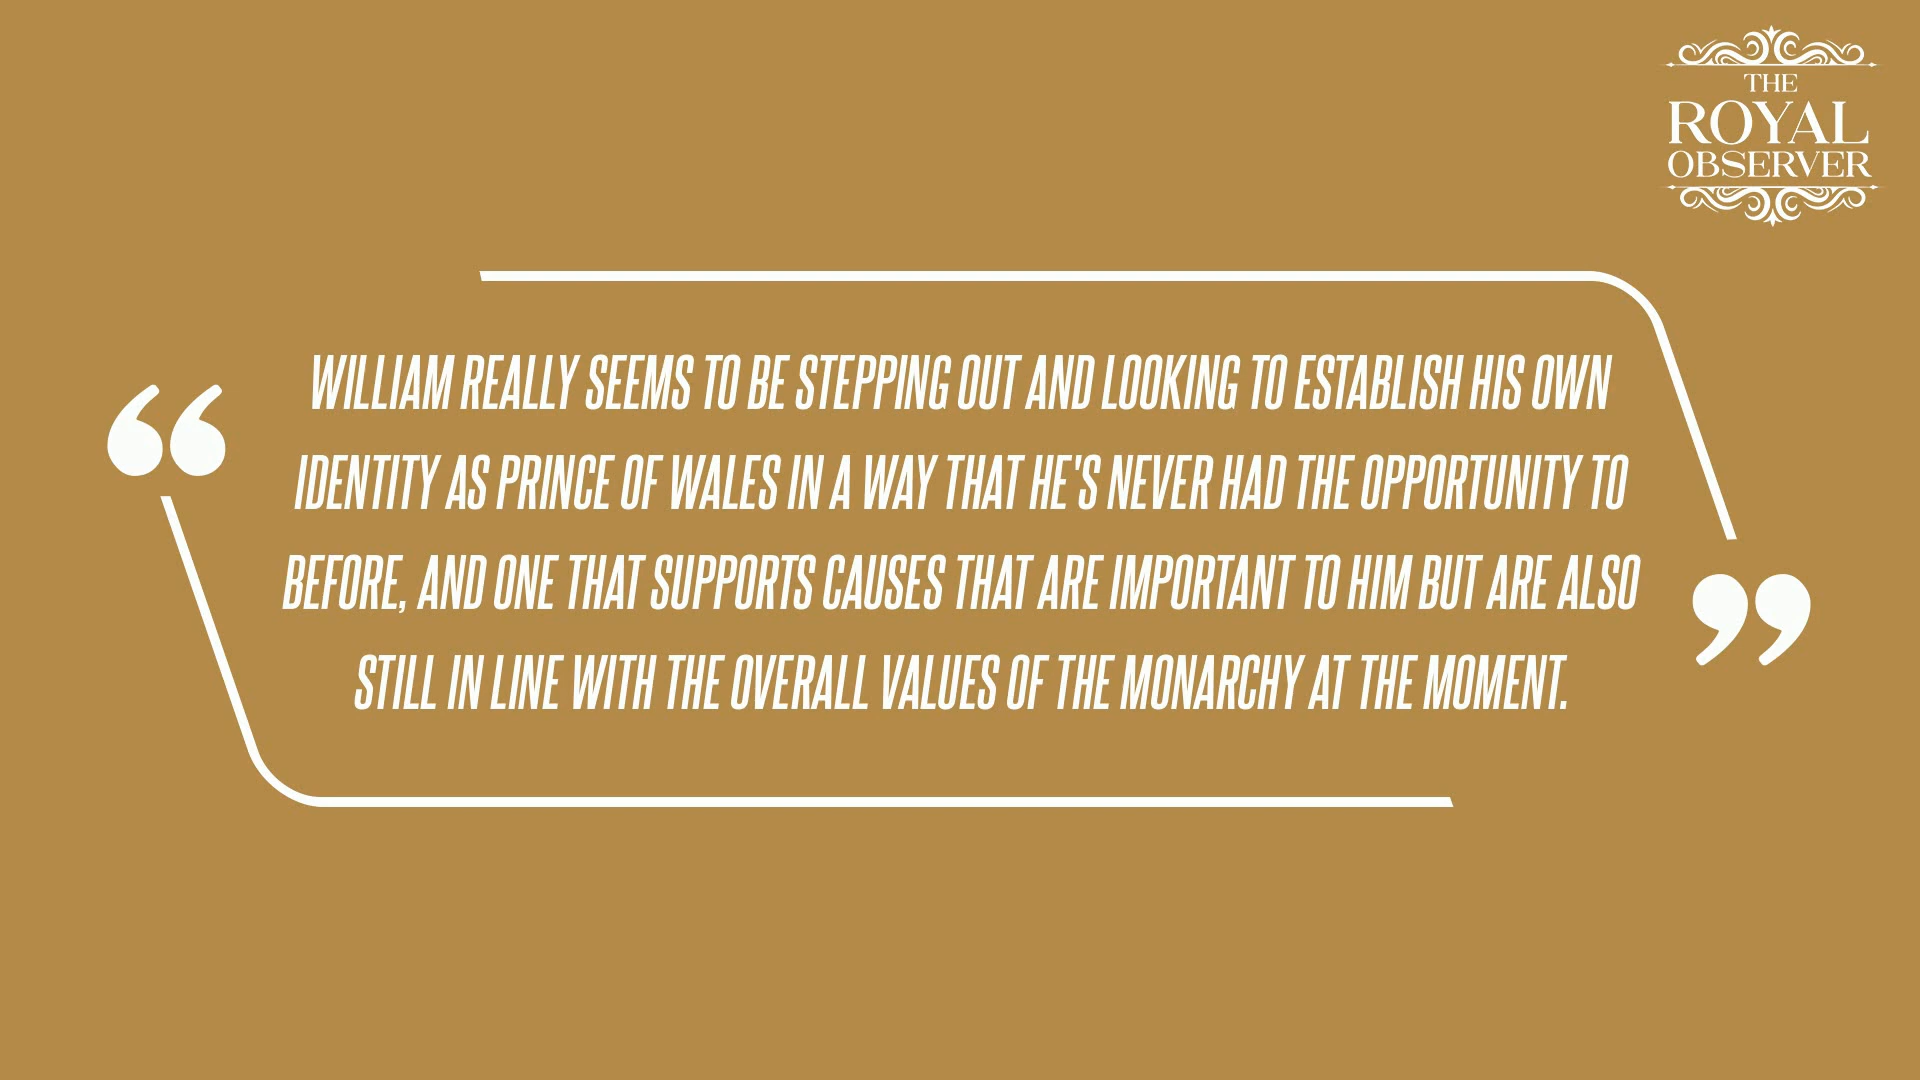 THE
ROYAL
OBSERVER
“
WILLIAM REALLY SEEMS TO BE STEPPING OUT AND LOOKING TO ESTABLISH HIS OWN
IDENTITY AS PRINCE OF WALES IN A WAY THAT HE'S NEVER HAD THE OPPORTUNITY TO
BEFORE, AND ONE THAT SUPPORTS CAUSES THAT ARE IMPORTANT TO HIM BUT ARE ALSO
STILL IN LINE WITH THE OVERALL VALUES OF THE MONARCHY AT THE MOMENT.
”